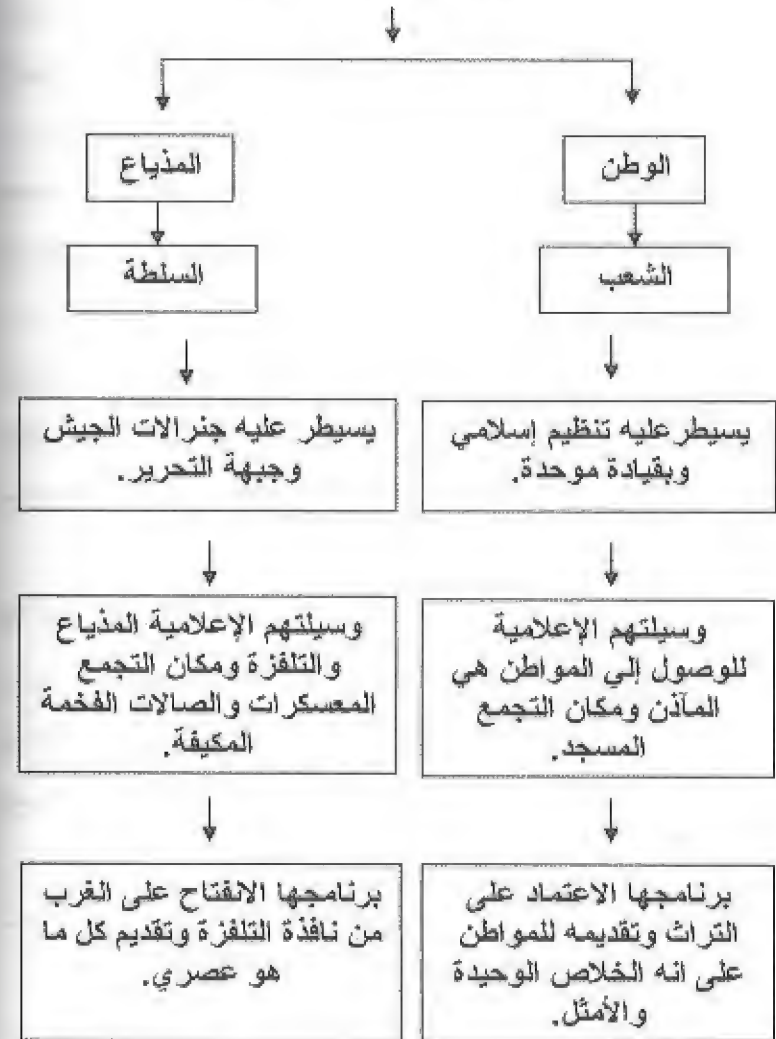 الوطن
الشعب
يسيطر عليه تنظيم إسلامي
وبقيادة موحدة.
وسيلتهم الإعلامية
للوصول إلي المواطن هي
المآذن ومكان التجمع
المسجد.
برنامجها الاعتماد على
التراث وتقديمه للمواطن
على انه الخلاص الوحيدة
والأمثل.
المذياع
السلطة
يسيطر عليه جنرالات الجيش
وجبهة التحرير.
وسيلتهم الإعلامية المذياع
والتلفزة ومكان التجمع
المعسكرات والصالات الفخمة
المكيفة.
برنامجها الانفتاح على الغرب
من نافذة التلفزة وتقديم كل ما
هو عصري.